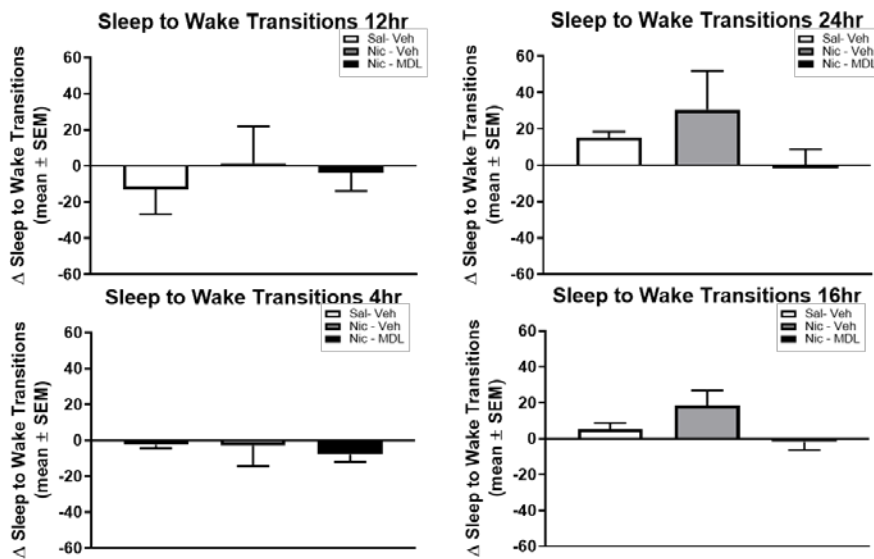 Sleep to Wake Transitions 12hr
Sal- Veh
Nic - Veh
Nic - MDL
Δ Sleep to Wake Transitions
(mean ± SEM)
60
40
20
0
-20
-40
-60
Sleep to Wake Transitions 24hr
Sal- Veh
Nic - Veh
Nic - MDL
Δ Sleep to Wake Transitions
(mean ± SEM)
60
40
20
0
-20
-40
-60
Sleep to Wake Transitions 4hr
Sal- Veh
Nic - Veh
Nic - MDL
Δ Sleep to Wake Transitions
(mean ± SEM)
60
40
20
0
-20
-40
-60
Sleep to Wake Transitions 16hr
Sal- Veh
Nic - Veh
Nic - MDL
Δ Sleep to Wake Transitions
(mean ± SEM)
60
40
20
0
-20
-40
-60